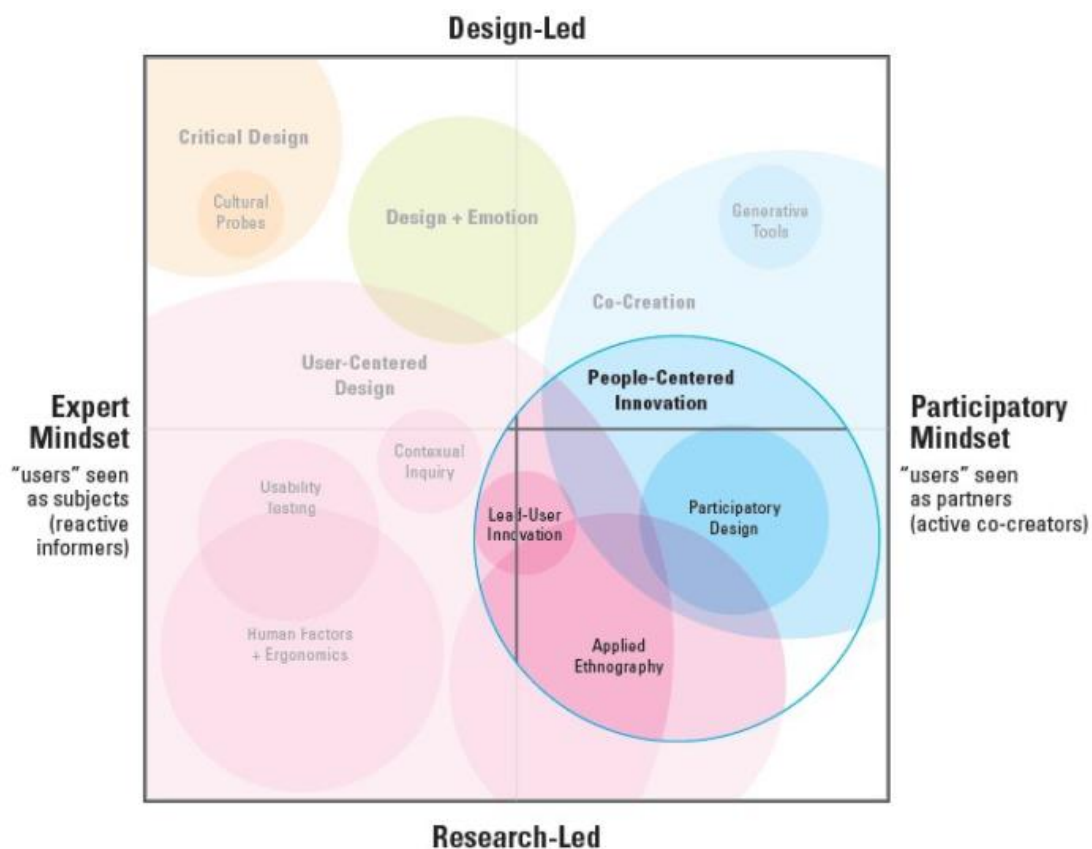 Design-Led
Critical Design
Cultural
Probes
Design + Emotion
Generative
Tools
Co-Creation
User-Centered
Design
People-Centered
Innovation
Expert
Mindset
"users" seen
as subjects
(reactive
informers)
Participatory
Mindset
"users" seen
as partners
(active co-creators)
Contexual
Inquiry
Usability
Testing
Lead-User
Innovation
Participatory
Design
Human Factors
+ Ergonomics
Applied
Ethnography
Research-Led